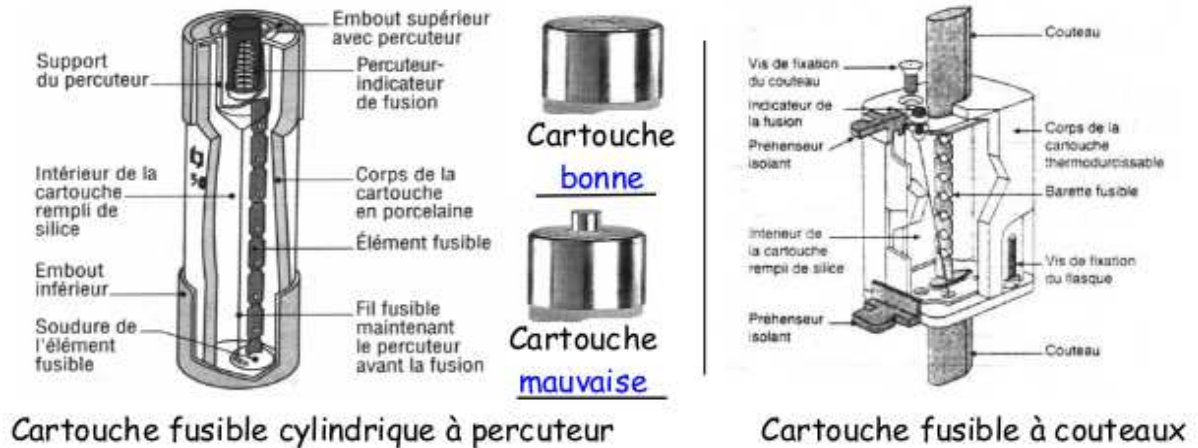 Embout supérieur
avec percuteur
Support
du percuteur
Percuteur-
indicateur
de fusion
Intérieur de la
cartouche
rempli de
silice
Corps de la
cartouche
en porcelaine
Élément fusible
Embout
inférieur
Fil fusible
maintenant
le percuteur
avant la fusion
Soudure de
l'élément
fusible
Cartouche
bonne
Cartouche
mauvaise
Cartouche fusible cylindrique à percuteur
Couteau
Vis de fixation
du couteau
Indicateur de
la fusion
Préhenseur
isolant
Corps de la
cartouche
thermodurcissable
Barette fusible
Interieur de
la cartouche
rempli de silice
Vis de fixation
du flasque
Préhenseur
isolant
Couteau
Cartouche fusible à couteaux